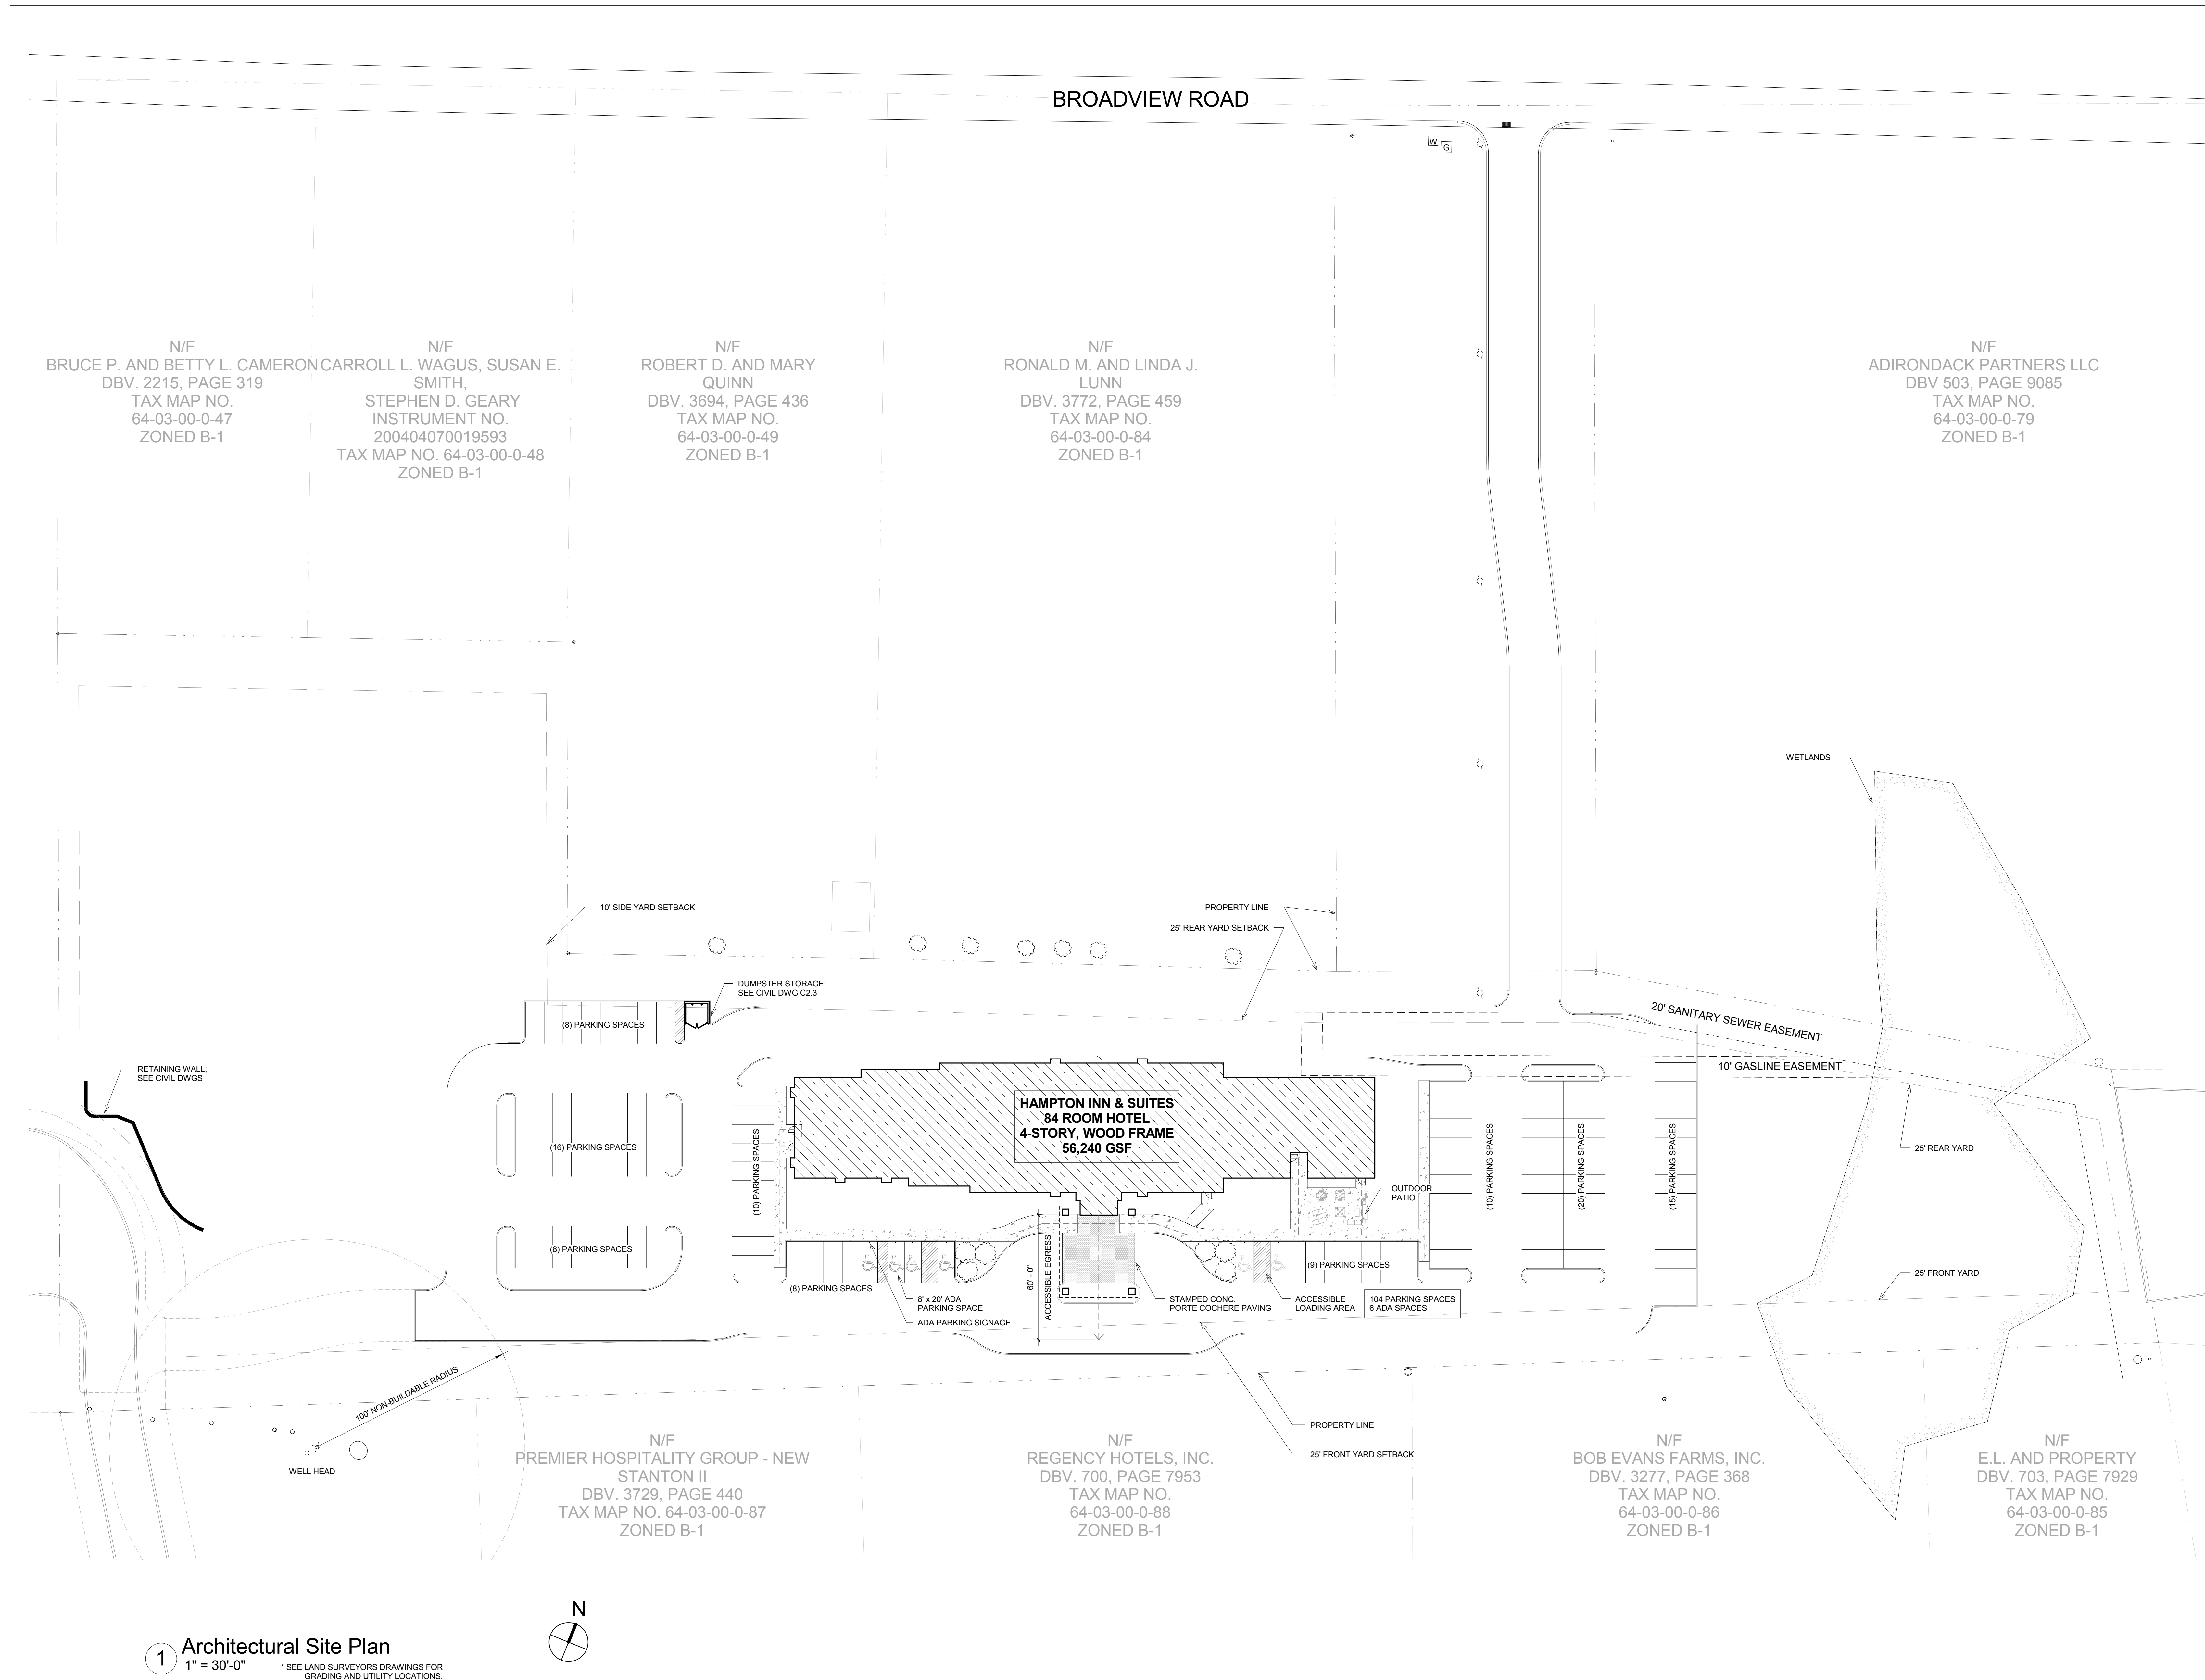 BROADVIEW ROAD
W
G
N/F
BRUCE P. AND BETTY L. CAMERON
DBV. 2215, PAGE 319
TAX MAP NO.
64-03-00-0-47
ZONED B-1
N/F
CARROLL L. WAGUS, SUSAN E.
SMITH,
STEPHEN D. GEARY
INSTRUMENT NO.
200404070019593
TAX MAP NO. 64-03-00-0-48
ZONED B-1
N/F
ROBERT D. AND MARY
QUINN
DBV. 3694, PAGE 436
TAX MAP NO.
64-03-00-0-49
ZONED B-1
N/F
RONALD M. AND LINDA J.
LUNN
DBV. 3772, PAGE 459
TAX MAP NO.
64-03-00-0-84
ZONED B-1
N/F
ADIRONDACK PARTNERS LLC
DBV 503, PAGE 9085
TAX MAP NO.
64-03-00-0-79
ZONED B-1
WETLANDS
10' SIDE YARD SETBACK
PROPERTY LINE
25' REAR YARD SETBACK
DUMPSTER STORAGE;
SEE CIVIL DWG C2.3
(8) PARKING SPACES
20' SANITARY SEWER EASEMENT
10' GASLINE EASEMENT
RETAINING WALL;
SEE CIVIL DWGS
HAMPTON INN & SUITES
84 ROOM HOTEL
4-STORY, WOOD FRAME
56,240 GSF
(16) PARKING SPACES
(10) PARKING SPACES
(10) PARKING SPACES
(20) PARKING SPACES
(15) PARKING SPACES
25' REAR YARD
OUTDOOR
PATIO
(8) PARKING SPACES
(8) PARKING SPACES
60' - 0"
ACCESSIBLE EGRESS
(9) PARKING SPACES
25' FRONT YARD
8' x 20' ADA
PARKING SPACE
ADA PARKING SIGNAGE
STAMPED CONC.
PORTE COCHERE PAVING
ACCESSIBLE
LOADING AREA
104 PARKING SPACES
6 ADA SPACES
100' NON-BUILDABLE RADIUS
WELL HEAD
PROPERTY LINE
25' FRONT YARD SETBACK
N/F
PREMIER HOSPITALITY GROUP - NEW
STANTON II
DBV. 3729, PAGE 440
TAX MAP NO. 64-03-00-0-87
ZONED B-1
N/F
REGENCY HOTELS, INC.
DBV. 700, PAGE 7953
TAX MAP NO.
64-03-00-0-88
ZONED B-1
N/F
BOB EVANS FARMS, INC.
DBV. 3277, PAGE 368
TAX MAP NO.
64-03-00-0-86
ZONED B-1
N/F
E.L. AND PROPERTY
DBV. 703, PAGE 7929
TAX MAP NO.
64-03-00-0-85
ZONED B-1
N
1
Architectural Site Plan
1" = 30'-0"
* SEE LAND SURVEYORS DRAWINGS FOR
GRADING AND UTILITY LOCATIONS.